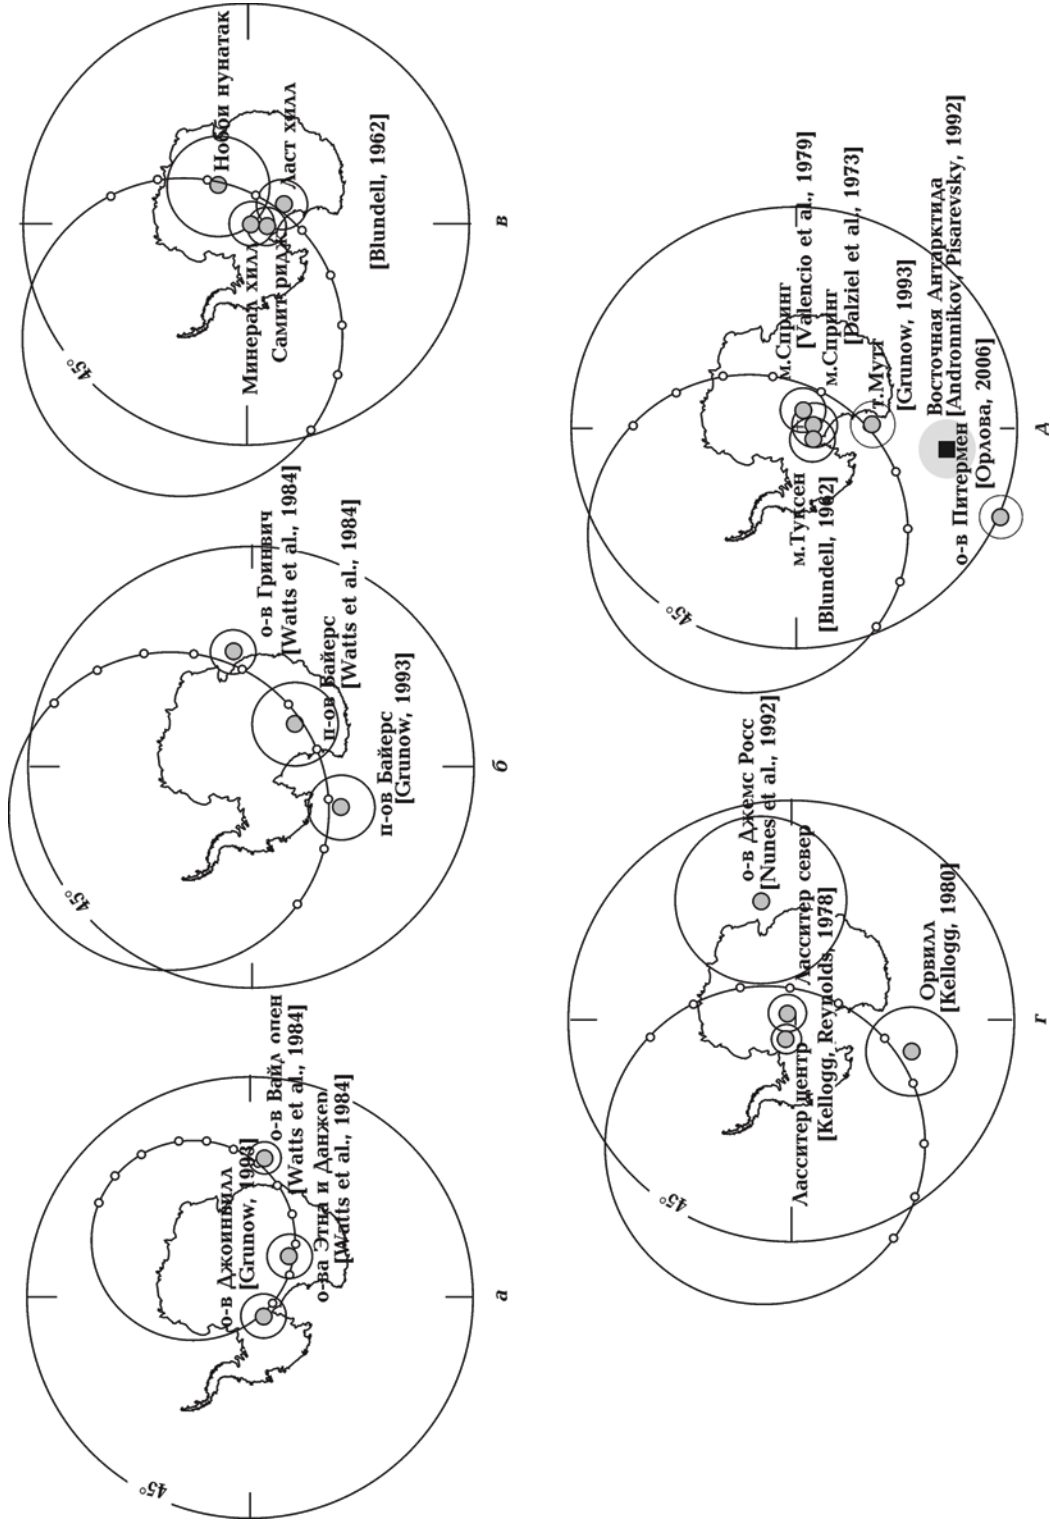 45°
о-в Джоинвилл
[Grunow, 1993]
о-в Вайд опен
[Watts et al., 1984]
о-ва Этна и Данжер
[Watts et al., 1984]
а
45°
о-в Гринвич
[Watts et al., 1984]
п-ов Байерс
[Watts et al., 1984]
п-ов Байерс
[Grunow, 1993]
б
45°
Нобби нунатак
Ласт хилл
Минерал хилл
Самит ридж
[Blundell, 1962]
в
45°
о-в Джемс Росс
[Nunes et al., 1992]
Ласситер север
Ласситер центр
[Kellogg, Reynolds, 1978]
Орвилл
[Kellogg, 1980]
г
45°
м.Спринг
[Valencio et al., 1979]
м.Спринг
[Dalziel et al., 1973]
м.Туксен
[Blundell, 1962]
т.Мутт
[Grunow, 1993]
Восточная Антарктида
[Andronnikov, Pisarevsky, 1992]
о-в Питермен
[Орлова, 2006]
д